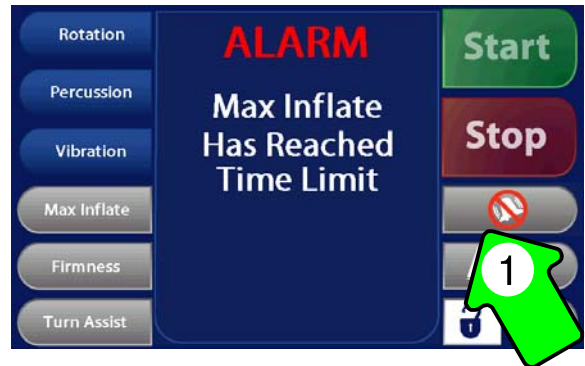 Rotation
Percussion
Vibration
Max Inflate
Firmness
Turn Assist
ALARM
Max Inflate
Has Reached
Time Limit
Start
Stop
1